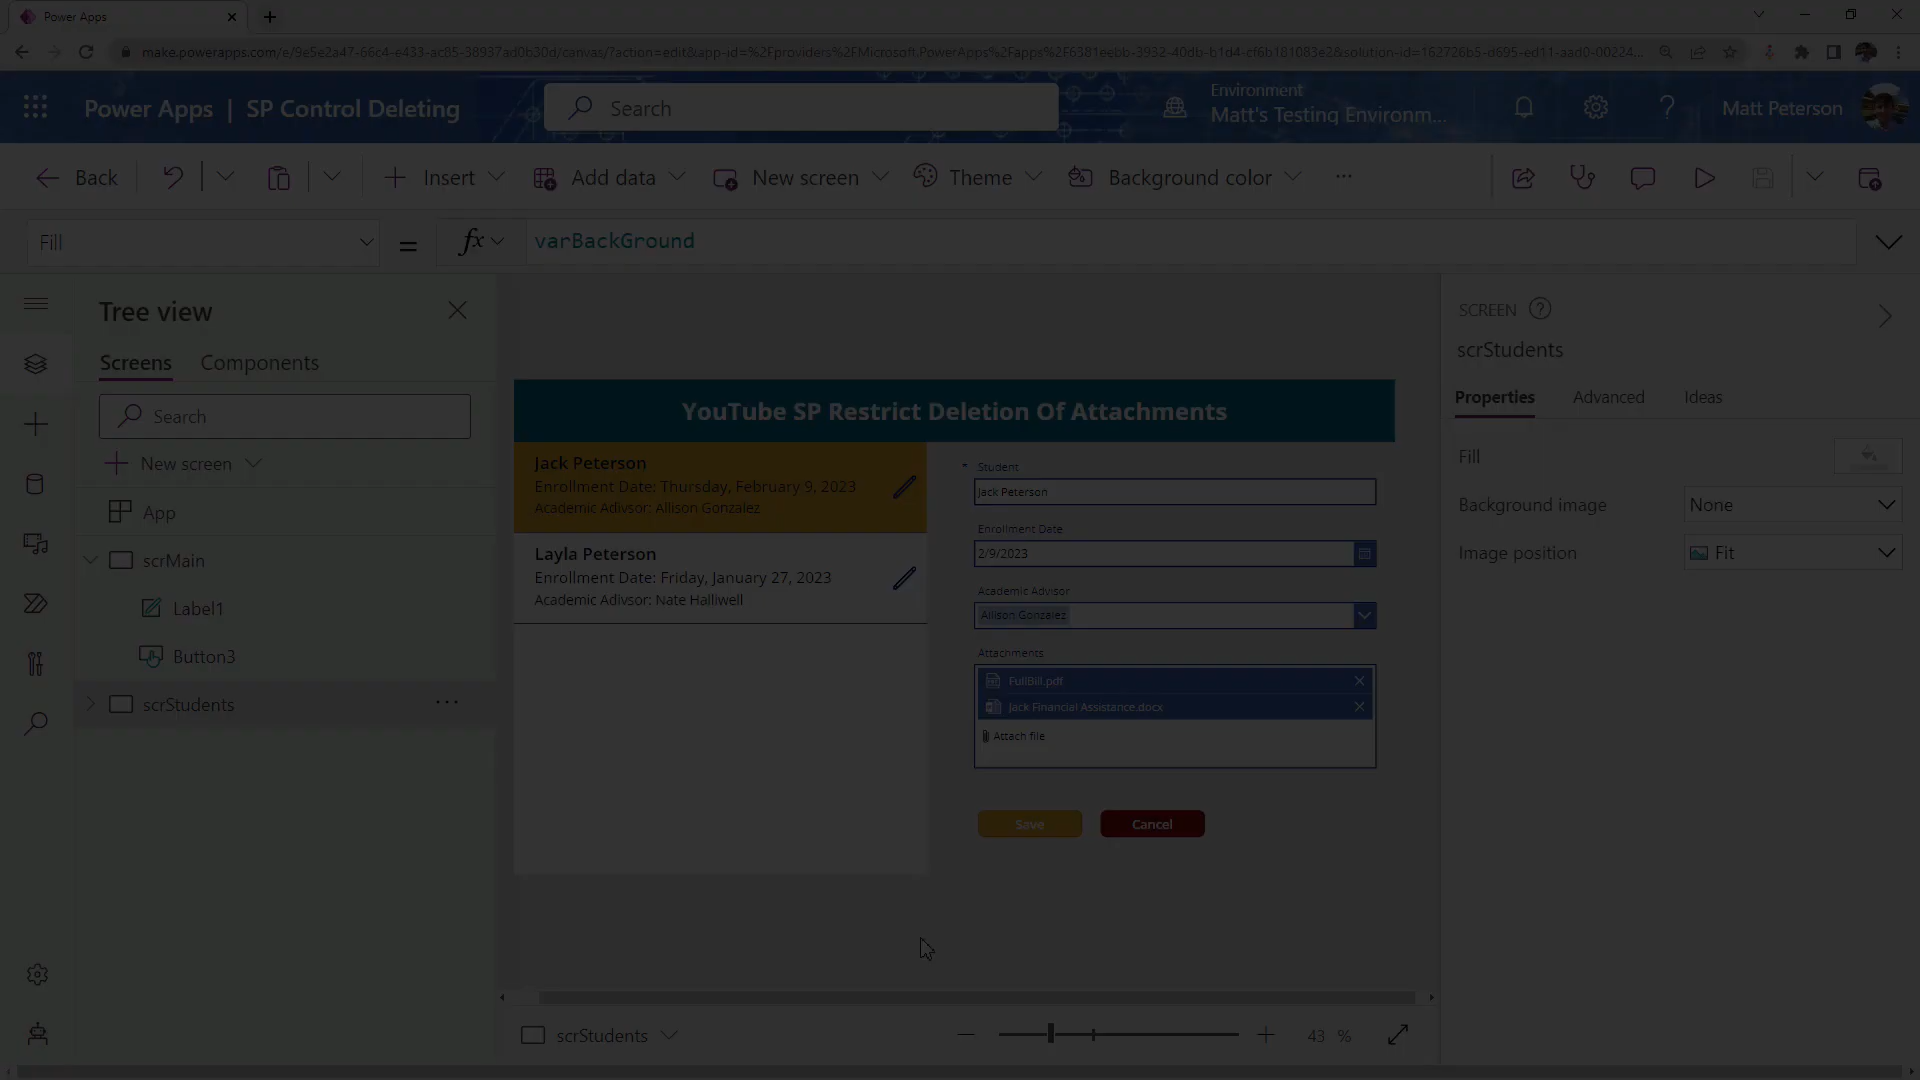 Power Apps
make.powerapps.com/e/9e5e2a47-66c4-e433-ac85-38937ad0b30d/canvas/?action=edit&app-id=%2Fproviders%2FMicrosoft.PowerApps%2Fapps%2F6381eebb-3932-40db-b1d4-cf6b181083e2&solution-id=162726b5-d695-ed11-aad0-00224...
Power Apps | SP Control Deleting
Search
Environment
Matt's Testing Environm...
Matt Peterson
Back
Insert
Add data
New screen
Theme
Background color
...
Fill
=
fx
varBackGround
Tree view
Screens
Components
Search
New screen
App
scrMain
Label1
Button3
scrStudents
...
YouTube SP Restrict Deletion Of Attachments
Jack Peterson
Enrollment Date: Thursday, February 9, 2023
Academic Adivsor: Allison Gonzalez
Layla Peterson
Enrollment Date: Friday, January 27, 2023
Academic Adivsor: Nate Halliwell
* Student
Jack Peterson
Enrollment Date
2/9/2023
Academic Advisor
Allison Gonzalez
Attachments
FullBill.pdf
Jack Financial Assistance.docx
Attach file
Save
Cancel
scrStudents
43 %
SCREEN
scrStudents
Properties
Advanced
Ideas
Fill
Background image
None
Image position
Fit